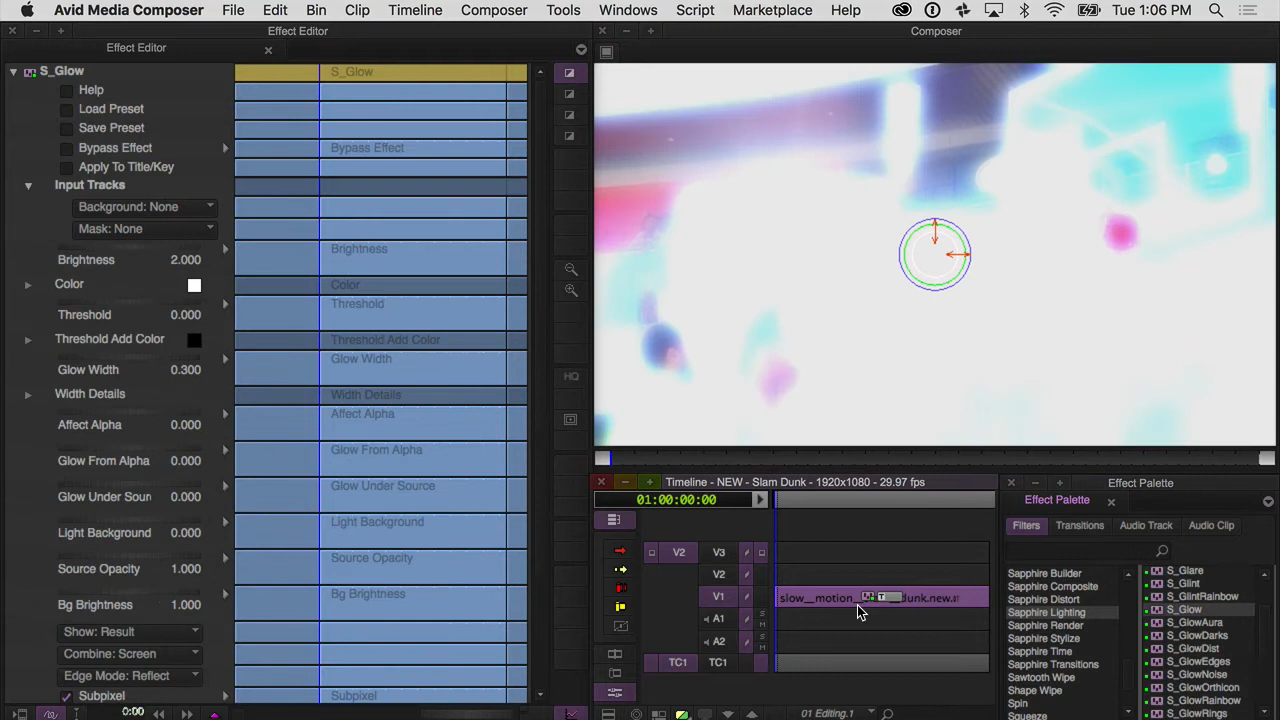 Avid Media Composer File Edit Bin Clip Timeline Composer Tools Windows Script Marketplace Help Tue 1:06 PM
Effect Editor
Composer
Effect Editor
S_Glow
S_Glow
Help
Load Preset
Save Preset
Bypass Effect
Bypass Effect
Apply To Title/Key
Input Tracks
Background: None
Mask: None
Brightness
Brightness 2.000
Color
Color
Threshold
Threshold 0.000
Threshold Add Color
Threshold Add Color
Glow Width
Glow Width 0.300
Width Details
Width Details
Affect Alpha
Affect Alpha 0.000
Glow From Alpha
Glow From Alpha 0.000
Glow Under Source
Glow Under Sour 0.000
Light Background
Light Background 0.000
Source Opacity
Source Opacity 1.000
Bg Brightness
Bg Brightness 1.000
Show: Result
Combine: Screen
Edge Mode: Reflect
Subpixel
Subpixel
0:00
HQ
Timeline - NEW - Slam Dunk - 1920x1080 - 29.97 fps
01:00:00:00
V2 V3
V2
V1
slow__motion_ dunk.new.
T
A1
S
M
A2
S
M
TC1 TC1
01 Editing.1
Effect Palette
Effect Palette
Filters Transitions Audio Track Audio Clip
Sapphire Builder
Sapphire Composite
Sapphire Distort
Sapphire Lighting
Sapphire Render
Sapphire Stylize
Sapphire Time
Sapphire Transitions
Sawtooth Wipe
Shape Wipe
Spin
Squeeze
S_Glare
S_Glint
S_GlintRainbow
S_Glow
S_GlowAura
S_GlowDarks
S_GlowDist
S_GlowEdges
S_GlowNoise
S_GlowOrthicon
S_GlowRainbow
S_GlowRings